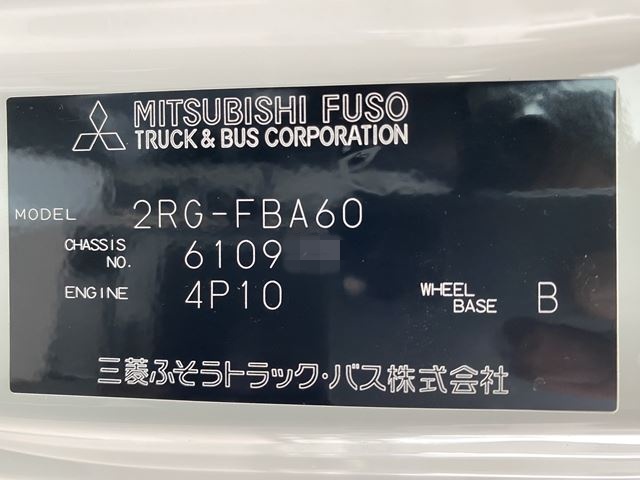 MITSUBISHI FUSO
TRUCK & BUS CORPORATION
MODEL 2RG-FBA60
CHASSIS NO. 6109
ENGINE 4P10 WHEEL BASE B
三菱ふそうトラック・バス株式会社